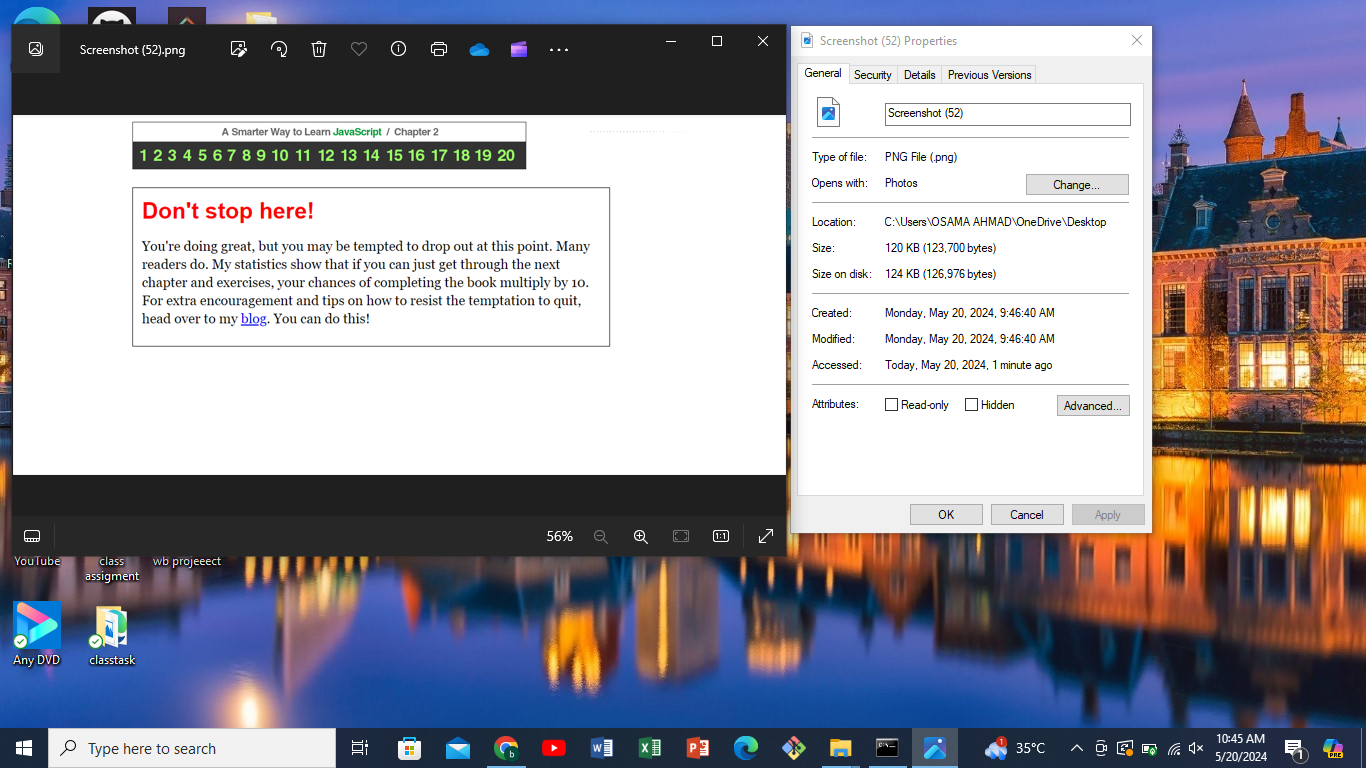 Screenshot (52).png
A Smarter Way to Learn JavaScript / Chapter 2
1 2 3 4 5 6 7 8 9 10 11 12 13 14 15 16 17 18 19 20
Don't stop here!
You're doing great, but you may be tempted to drop out at this point. Many
readers do. My statistics show that if you can just get through the next
chapter and exercises, your chances of completing the book multiply by 10.
For extra encouragement and tips on how to resist the temptation to quit,
head over to my blog. You can do this!
56%
1:1
Screenshot (52) Properties
General Security Details Previous Versions
Screenshot (52)
Type of file: PNG File (.png)
Opens with: Photos Change...
Location: C:\Users\OSAMA AHMAD\OneDrive\Desktop
Size: 120 KB (123,700 bytes)
Size on disk: 124 KB (126,976 bytes)
Created: Monday, May 20, 2024, 9:46:40 AM
Modified: Monday, May 20, 2024, 9:46:40 AM
Accessed: Today, May 20, 2024, 1 minute ago
Attributes: Read-only Hidden Advanced...
OK Cancel Apply
YouTube
class
assigment
wb projeeect
Any DVD
classtask
Type here to search
35°C
10:45 AM
5/20/2024